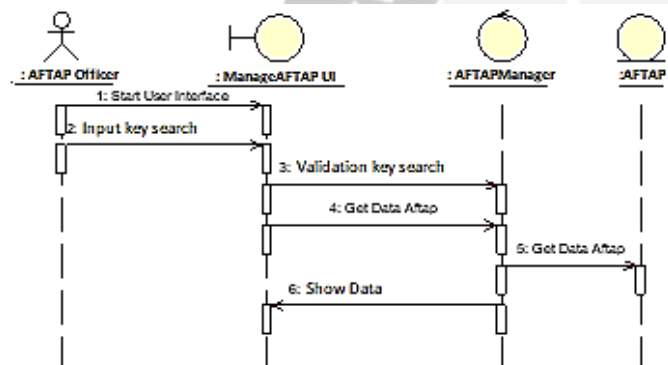 : AFTAP Officer
: ManageAFTAP UI
: AFTAPManager
:AFTAP
1: Start User Interface
2: Input key search
3: Validation key search
4: Get Data Aftap
5: Get Data Aftap
6: Show Data